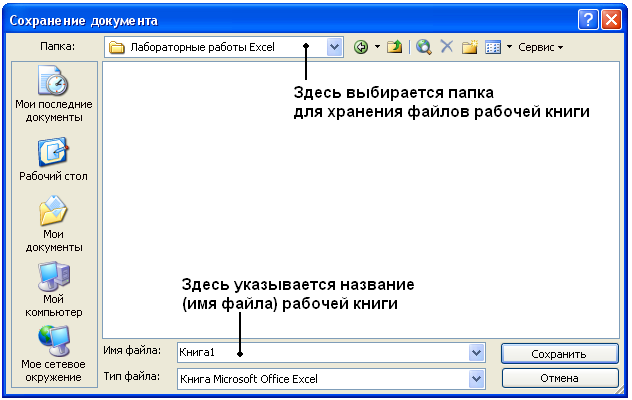 Сохранение документа
Папка:
Лабораторные работы Excel
Сервис
Здесь выбирается папка
для хранения файлов рабочей книги
Мои последние
документы
Рабочий стол
Мои
документы
Мой
компьютер
Мое сетевое
окружение
Здесь указывается название
(имя файла) рабочей книги
Имя файла:
Книга1
Сохранить
Тип файла:
Книга Microsoft Office Excel
Отмена